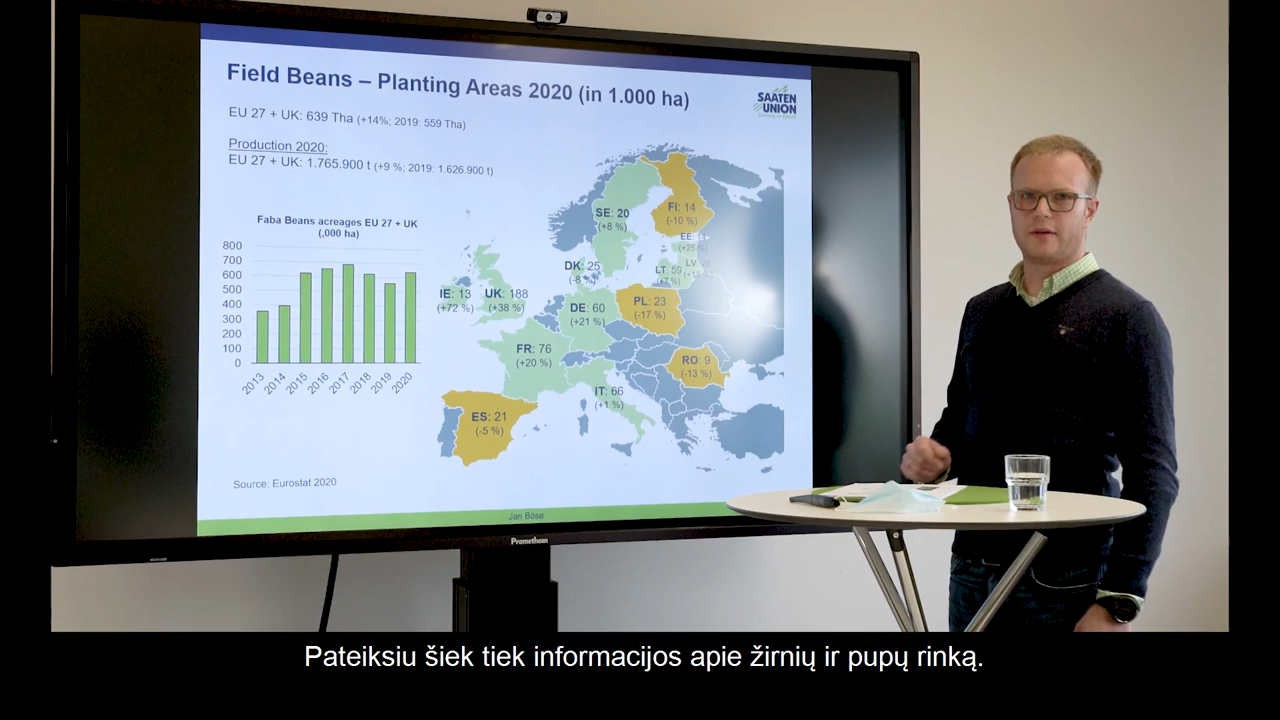 Field Beans – Planting Areas 2020 (in 1.000 ha)
SAATEN
UNION
EU 27 + UK: 639 Tha (+14%; 2019: 559 Tha)
Production 2020:
EU 27 + UK: 1.765.900 t (+9 %; 2019: 1.626.900 t)
Faba Beans acreages EU 27 + UK
(,000 ha)
800
700
600
500
400
300
200
100
0
2013
2014
2015
2016
2017
2018
2019
2020
SE: 20
(+8 %)
FI: 14
(-10 %)
EE:
(+25 %)
LV:
LT: 59
(+7 %)
DK: 25
(-8 %)
IE: 13
(+72 %)
UK: 188
(+38 %)
DE: 60
(+21 %)
PL: 23
(-17 %)
FR: 76
(+20 %)
RO: 9
(-13 %)
IT: 66
(+1 %)
ES: 21
(-5 %)
Source: Eurostat 2020
Jan Böse
Promethean
Pateiksiu šiek tiek informacijos apie žirnių ir pupų rinką.